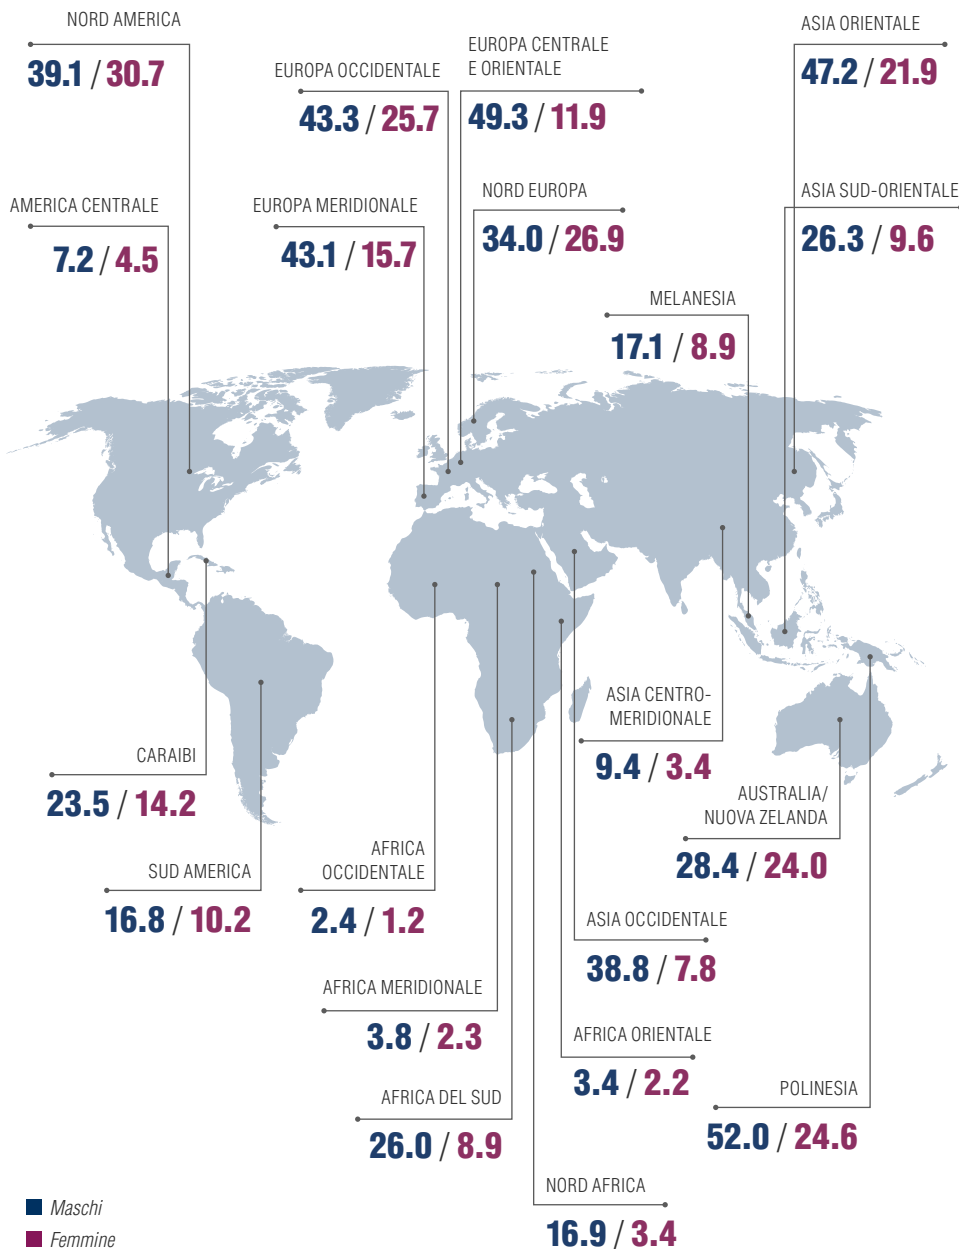 NORD AMERICA
39.1 / 30.7
EUROPA OCCIDENTALE
43.3 / 25.7
EUROPA CENTRALE
E ORIENTALE
49.3 / 11.9
ASIA ORIENTALE
47.2 / 21.9
AMERICA CENTRALE
7.2 / 4.5
EUROPA MERIDIONALE
43.1 / 15.7
NORD EUROPA
34.0 / 26.9
ASIA SUD-ORIENTALE
26.3 / 9.6
MELANESIA
17.1 / 8.9
ASIA CENTRO-
MERIDIONALE
9.4 / 3.4
CARAIBI
23.5 / 14.2
AUSTRALIA/
NUOVA ZELANDA
28.4 / 24.0
SUD AMERICA
16.8 / 10.2
AFRICA
OCCIDENTALE
2.4 / 1.2
ASIA OCCIDENTALE
38.8 / 7.8
AFRICA MERIDIONALE
3.8 / 2.3
AFRICA ORIENTALE
3.4 / 2.2
AFRICA DEL SUD
26.0 / 8.9
POLINESIA
52.0 / 24.6
NORD AFRICA
16.9 / 3.4
Maschi
Femmine